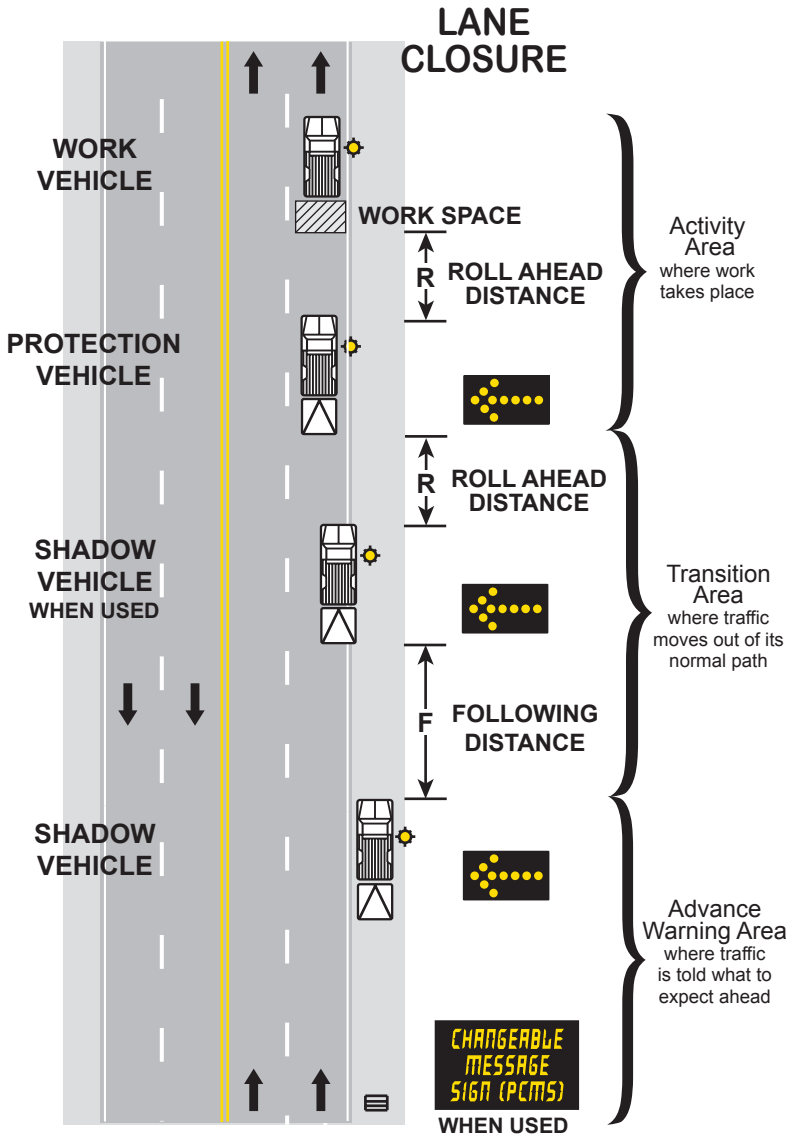 LANE
CLOSURE
WORK
VEHICLE
WORK SPACE
R
ROLL AHEAD
DISTANCE
Activity
Area
where work
takes place
PROTECTION
VEHICLE
R
ROLL AHEAD
DISTANCE
SHADOW
VEHICLE
WHEN USED
Transition
Area
where traffic
moves out of its
normal path
F
FOLLOWING
DISTANCE
SHADOW
VEHICLE
Advance
Warning Area
where traffic
is told what to
expect ahead
CHANGEABLE
MESSAGE
SIGN (PCMS)
WHEN USED